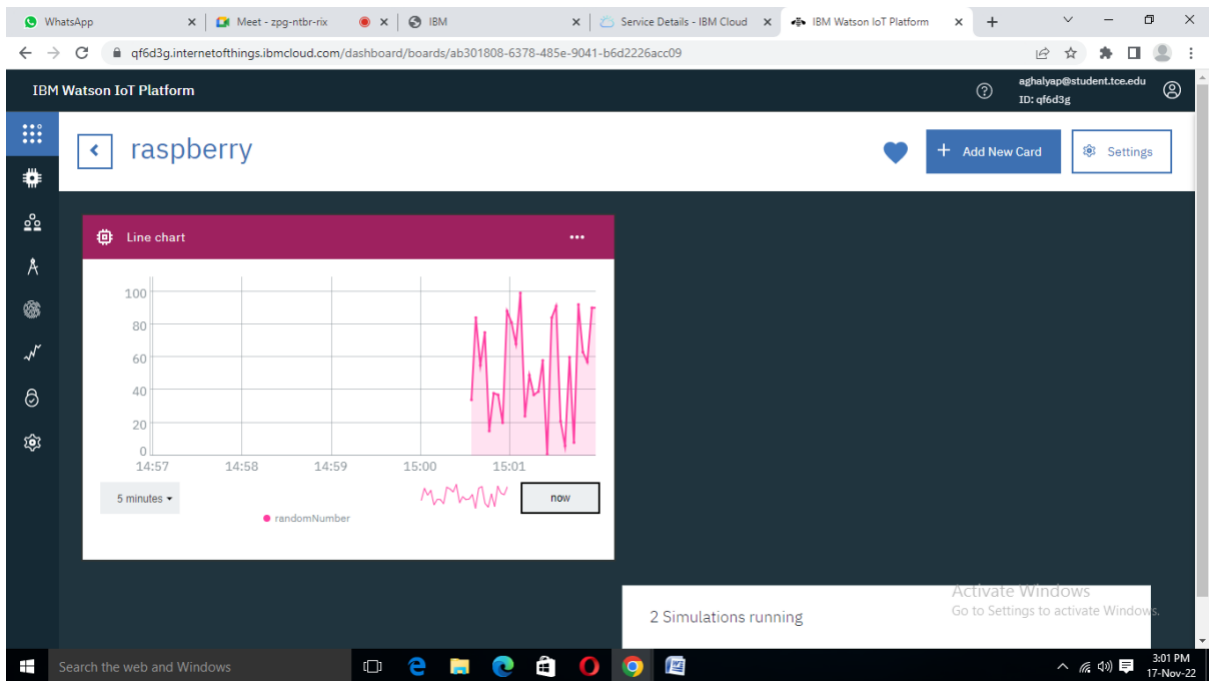 WhatsApp
Meet - zpg-ntbr-rix
IBM
Service Details - IBM Cloud
IBM Watson IoT Platform
qf6d3g.internetofthings.ibmcloud.com/dashboard/boards/ab301808-6378-485e-9041-b6d2226acc09
IBM Watson IoT Platform
aghalyap@student.tce.edu
ID: qf6d3g
raspberry
+ Add New Card
Settings
Line chart
100
80
60
40
20
0
14:57 14:58 14:59 15:00 15:01
5 minutes
now
randomNumber
2 Simulations running
Activate Windows
Go to Settings to activate Windows.
Search the web and Windows
3:01 PM
17-Nov-22